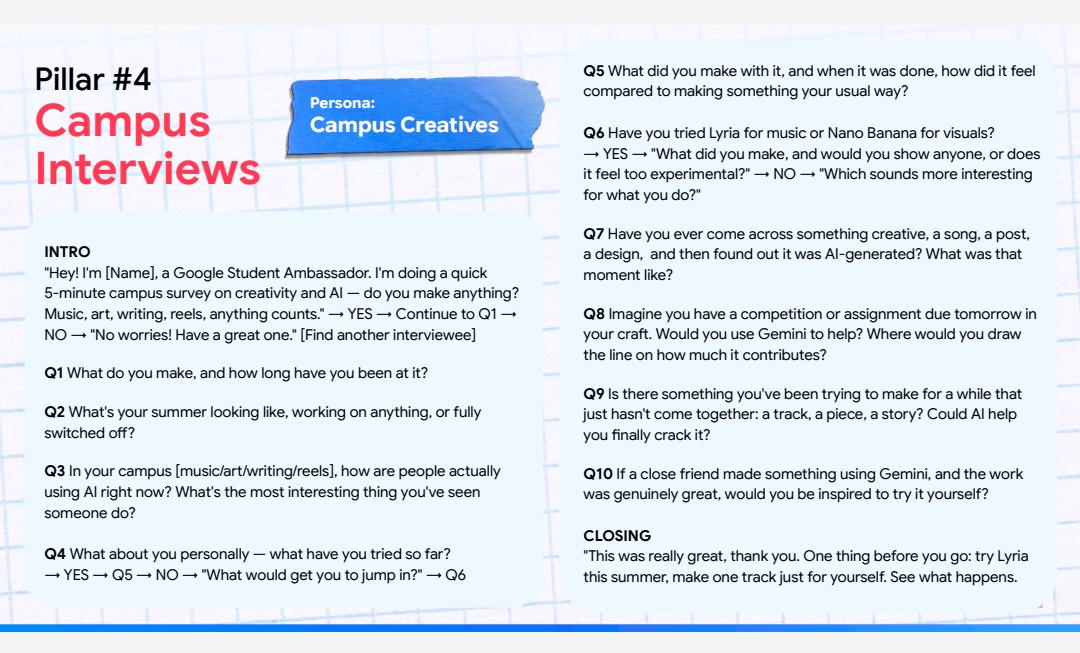 Pillar #4
Campus
Interviews
Persona:
Campus Creatives
INTRO
"Hey! I'm [Name], a Google Student Ambassador. I'm doing a quick
5-minute campus survey on creativity and AI — do you make anything?
Music, art, writing, reels, anything counts." → YES → Continue to Q1 →
NO → "No worries! Have a great one." [Find another interviewee]
Q1 What do you make, and how long have you been at it?
Q2 What's your summer looking like, working on anything, or fully
switched off?
Q3 In your campus [music/art/writing/reels], how are people actually
using AI right now? What's the most interesting thing you've seen
someone do?
Q4 What about you personally — what have you tried so far?
→ YES → Q5 → NO → "What would get you to jump in?" → Q6
Q5 What did you make with it, and when it was done, how did it feel
compared to making something your usual way?
Q6 Have you tried Lyria for music or Nano Banana for visuals?
→ YES → "What did you make, and would you show anyone, or does
it feel too experimental?" → NO → "Which sounds more interesting
for what you do?"
Q7 Have you ever come across something creative, a song, a post,
a design,  and then found out it was AI-generated? What was that
moment like?
Q8 Imagine you have a competition or assignment due tomorrow in
your craft. Would you use Gemini to help? Where would you draw
the line on how much it contributes?
Q9 Is there something you've been trying to make for a while that
just hasn't come together: a track, a piece, a story? Could AI help
you finally crack it?
Q10 If a close friend made something using Gemini, and the work
was genuinely great, would you be inspired to try it yourself?
CLOSING
"This was really great, thank you. One thing before you go: try Lyria
this summer, make one track just for yourself. See what happens.